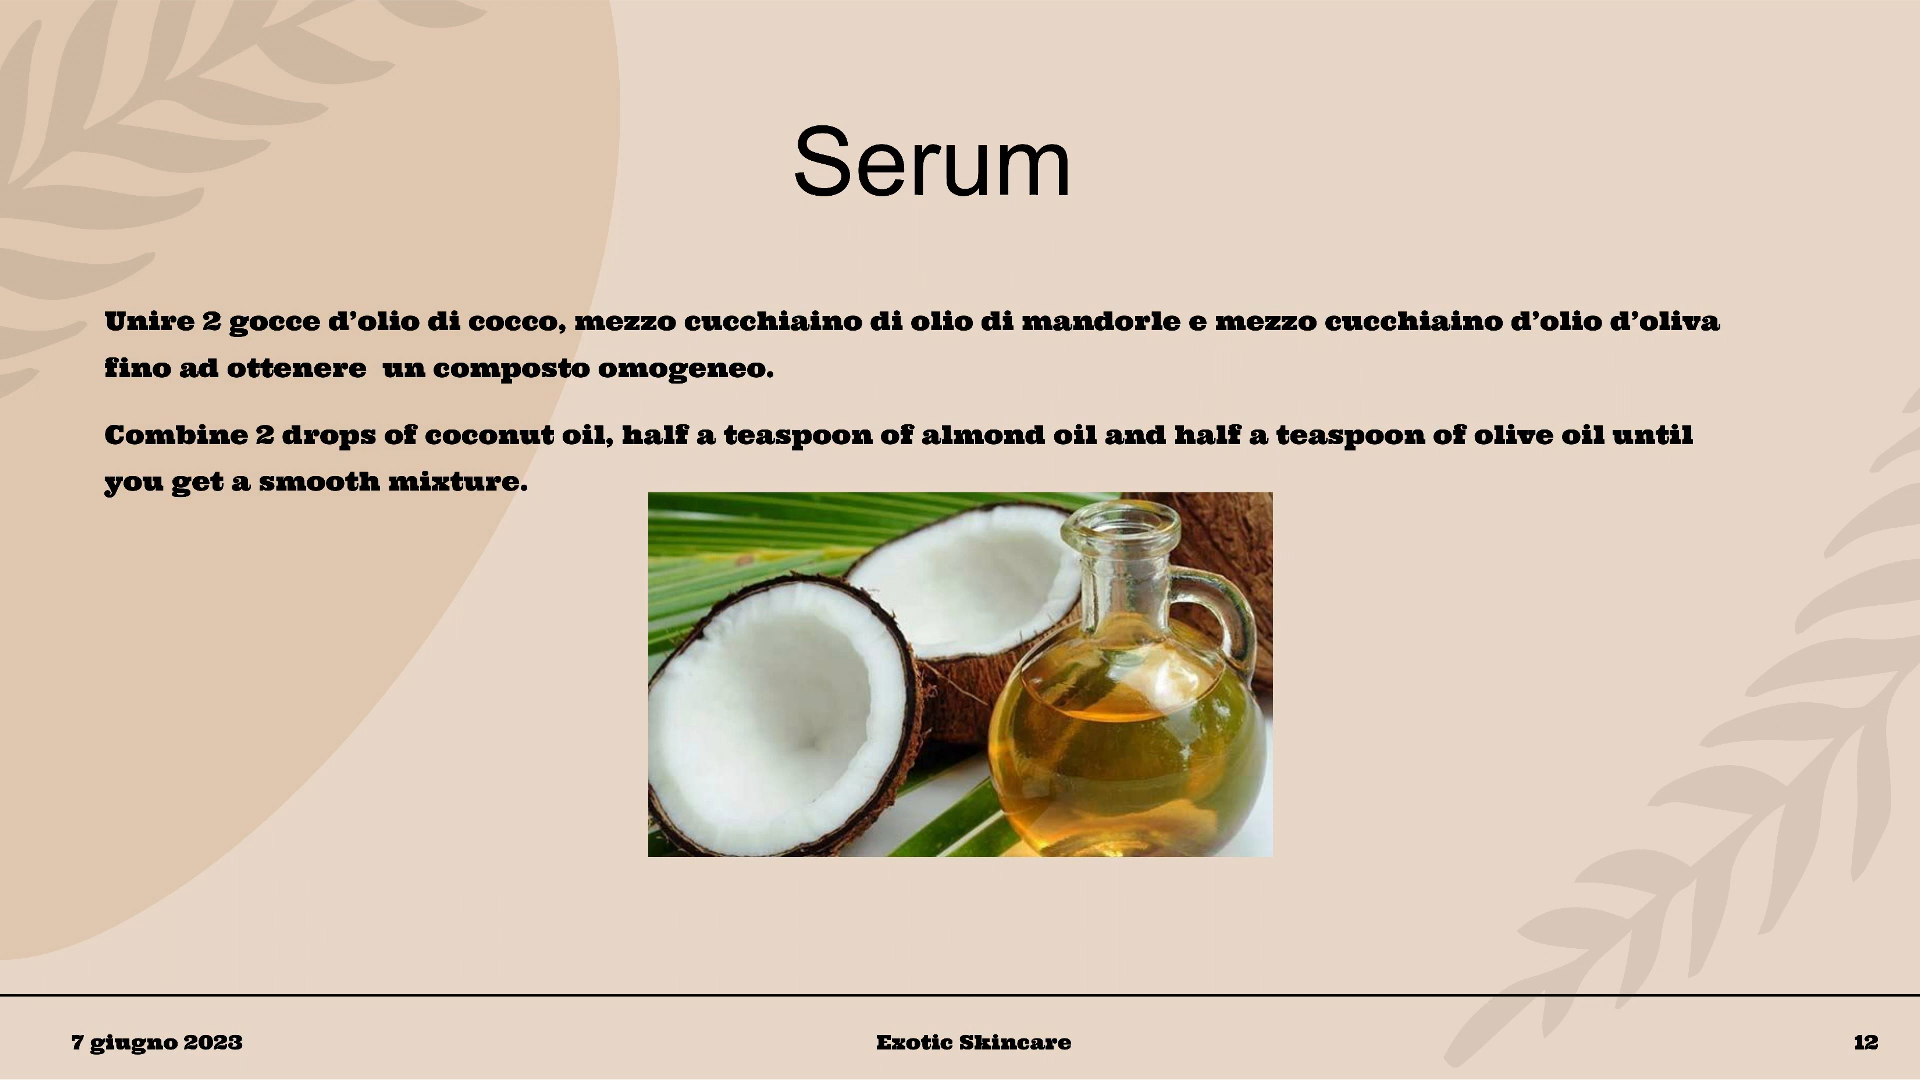 Serum
Unire 2 gocce d’olio di cocco, mezzo cucchiaino di olio di mandorle e mezzo cucchiaino d’olio d’oliva
fino ad ottenere  un composto omogeneo.
Combine 2 drops of coconut oil, half a teaspoon of almond oil and half a teaspoon of olive oil until
you get a smooth mixture.
7 giugno 2023
Exotic Skincare
12